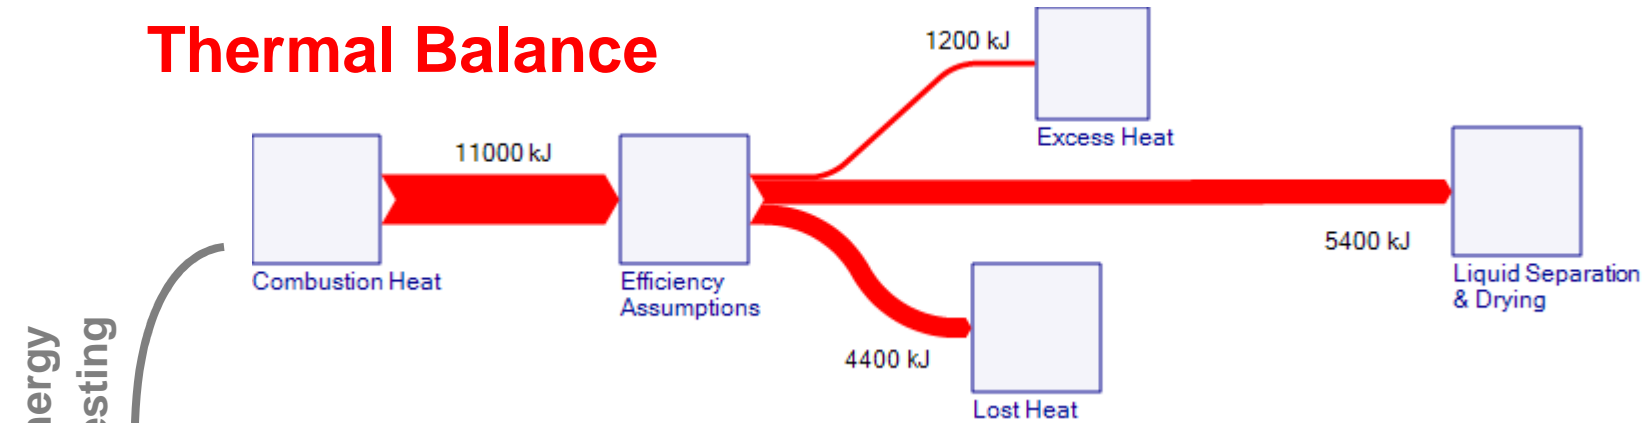 Thermal Balance
1200 kJ
Excess Heat
11000 kJ
5400 kJ
Combustion Heat
Efficiency
Assumptions
Liquid Separation
& Drying
4400 kJ
Lost Heat